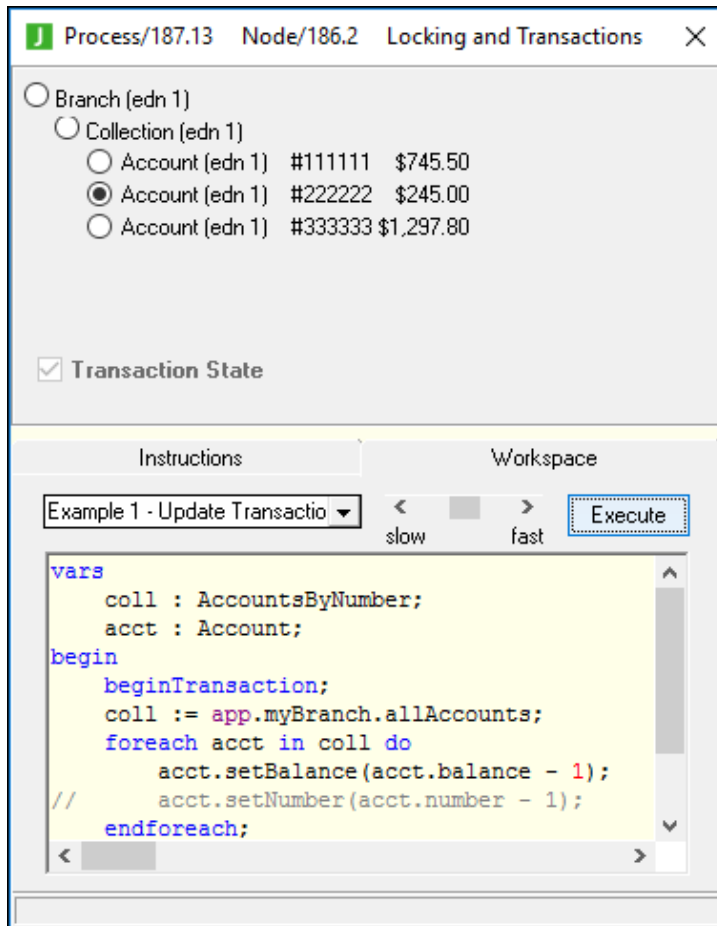 J Process/187.13 Node/186.2 Locking and Transactions
Branch (edn 1)
Collection (edn 1)
Account (edn 1) #111111 $745.50
Account (edn 1) #222222 $245.00
Account (edn 1) #333333 $1,297.80
Transaction State
Instructions Workspace
Example 1 - Update Transactio < > Execute
slow fast
vars
    coll : AccountsByNumber;
    acct : Account;
begin
    beginTransaction;
    coll := app.myBranch.allAccounts;
    foreach acct in coll do
        acct.setBalance(acct.balance - 1);
//      acct.setNumber(acct.number - 1);
    endforeach;